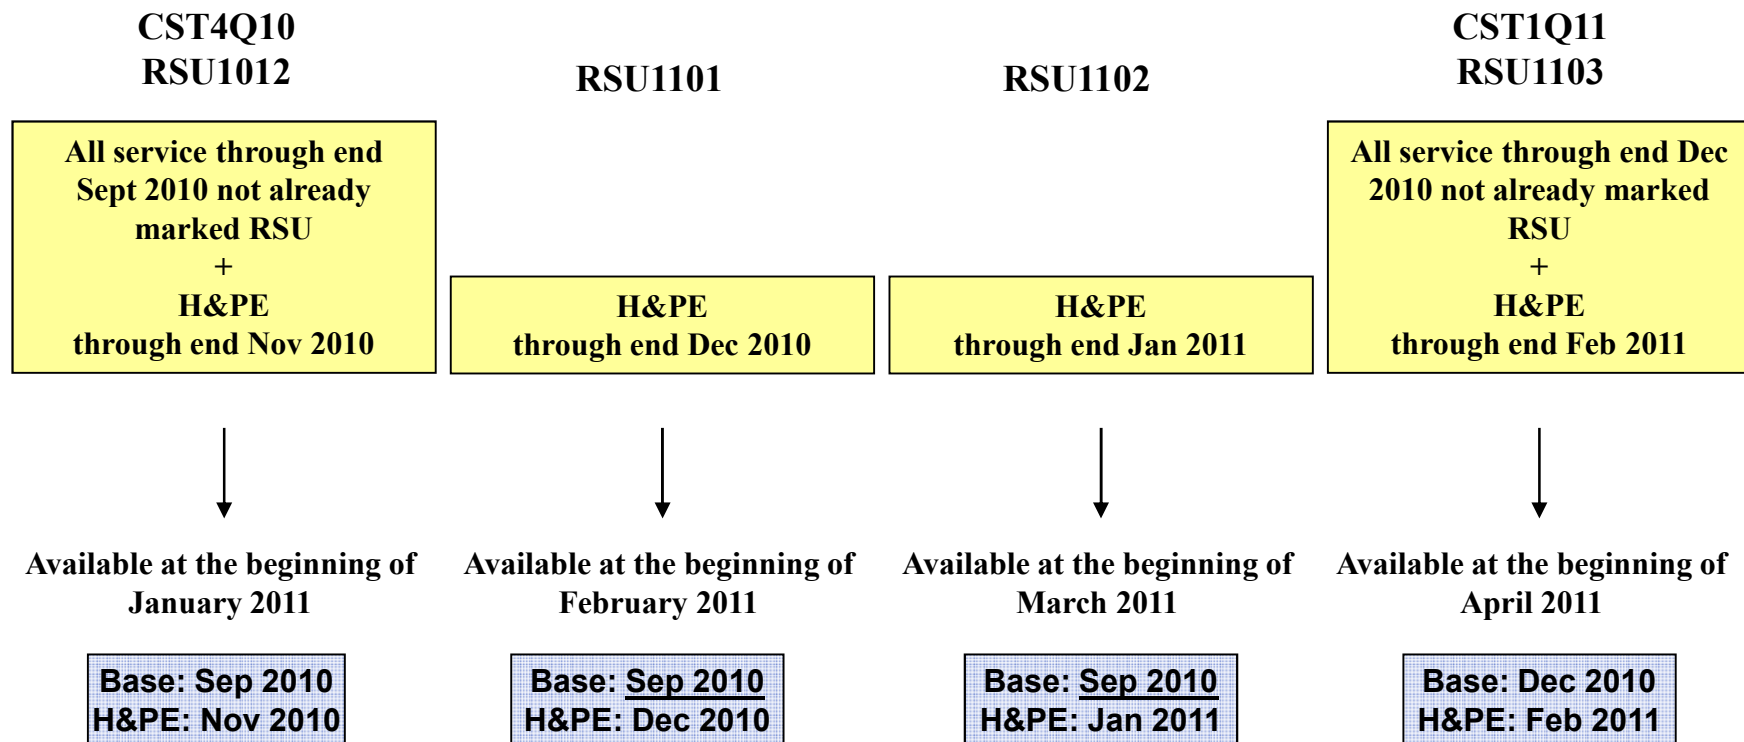 CST4Q10
RSU1012
RSU1101
RSU1102
CST1Q11
RSU1103
All service through end
Sept 2010 not already
marked RSU
+
H&PE
through end Nov 2010
H&PE
through end Dec 2010
H&PE
through end Jan 2011
All service through end Dec
2010 not already marked
RSU
+
H&PE
through end Feb 2011
Available at the beginning of
January 2011
Available at the beginning of
February 2011
Available at the beginning of
March 2011
Available at the beginning of
April 2011
Base: Sep 2010
H&PE: Nov 2010
Base: Sep 2010
H&PE: Dec 2010
Base: Sep 2010
H&PE: Jan 2011
Base: Dec 2010
H&PE: Feb 2011